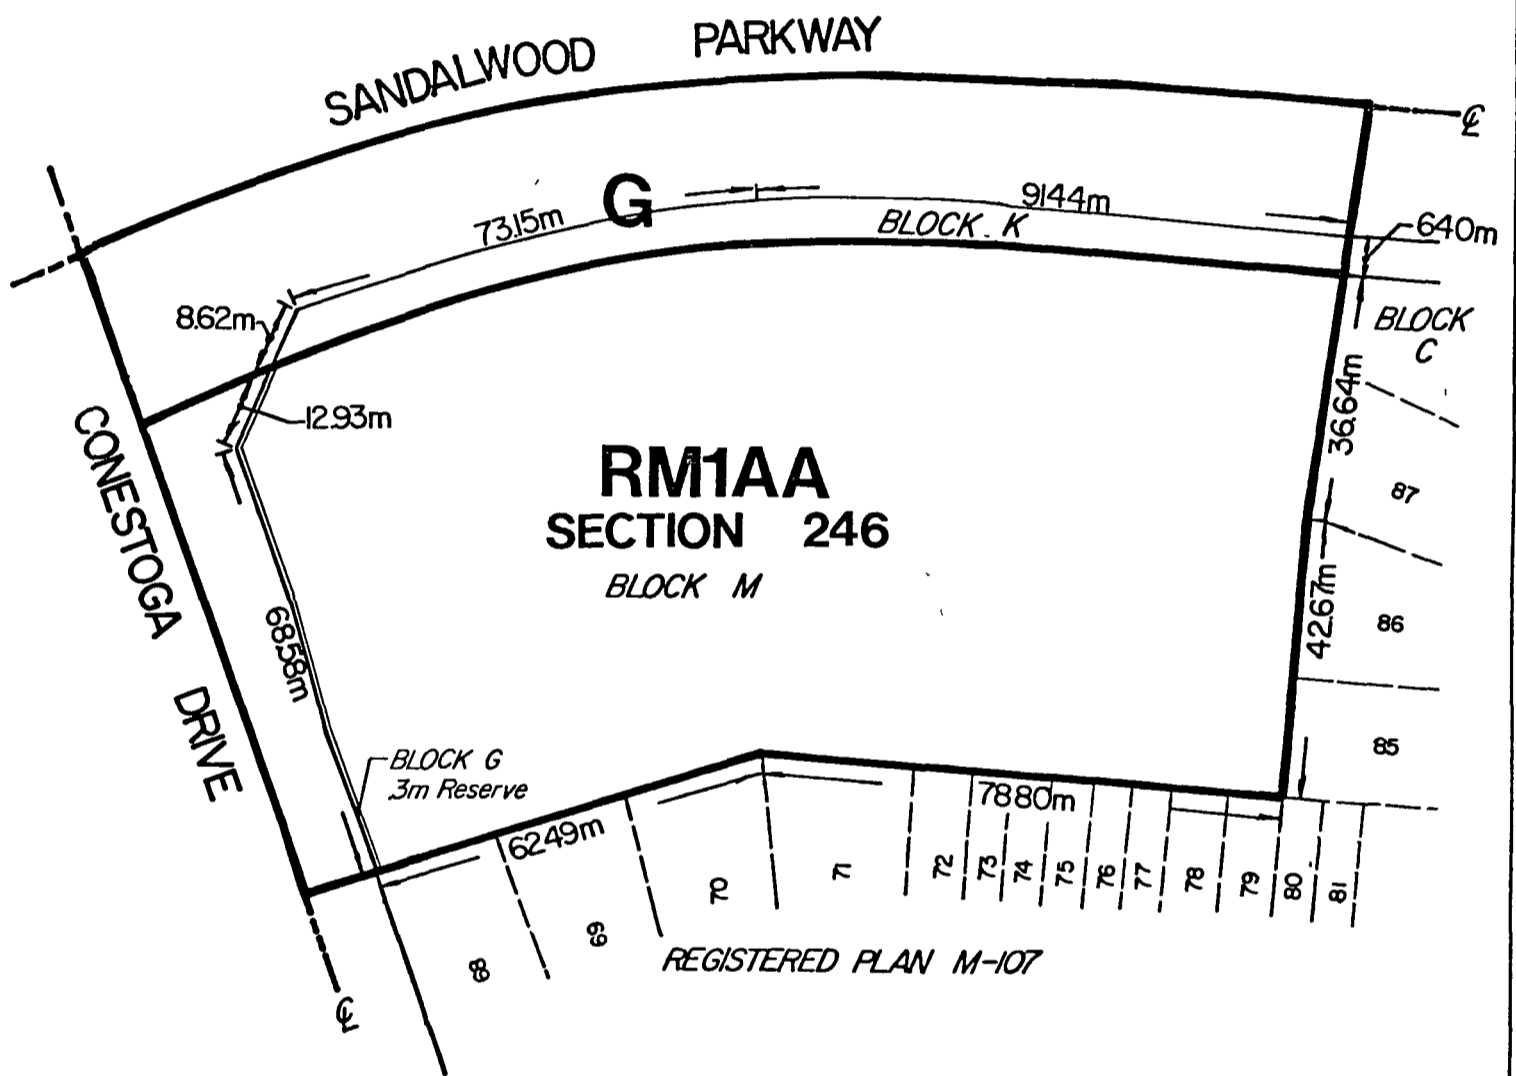 SANDALWOOD PARKWAY
℄
G
73.15m
91.44m
BLOCK K
6.40m
8.62m
BLOCK
C
12.93m
36.64m
CONESTOGA DRIVE
RM1AA
SECTION 246
BLOCK M
87
42.67m
86
68.58m
85
BLOCK G
.3m Reserve
78.80m
62.49m
68
69
70
71
72
73
74
75
76
77
78
79
80
81
REGISTERED PLAN M-107
℄